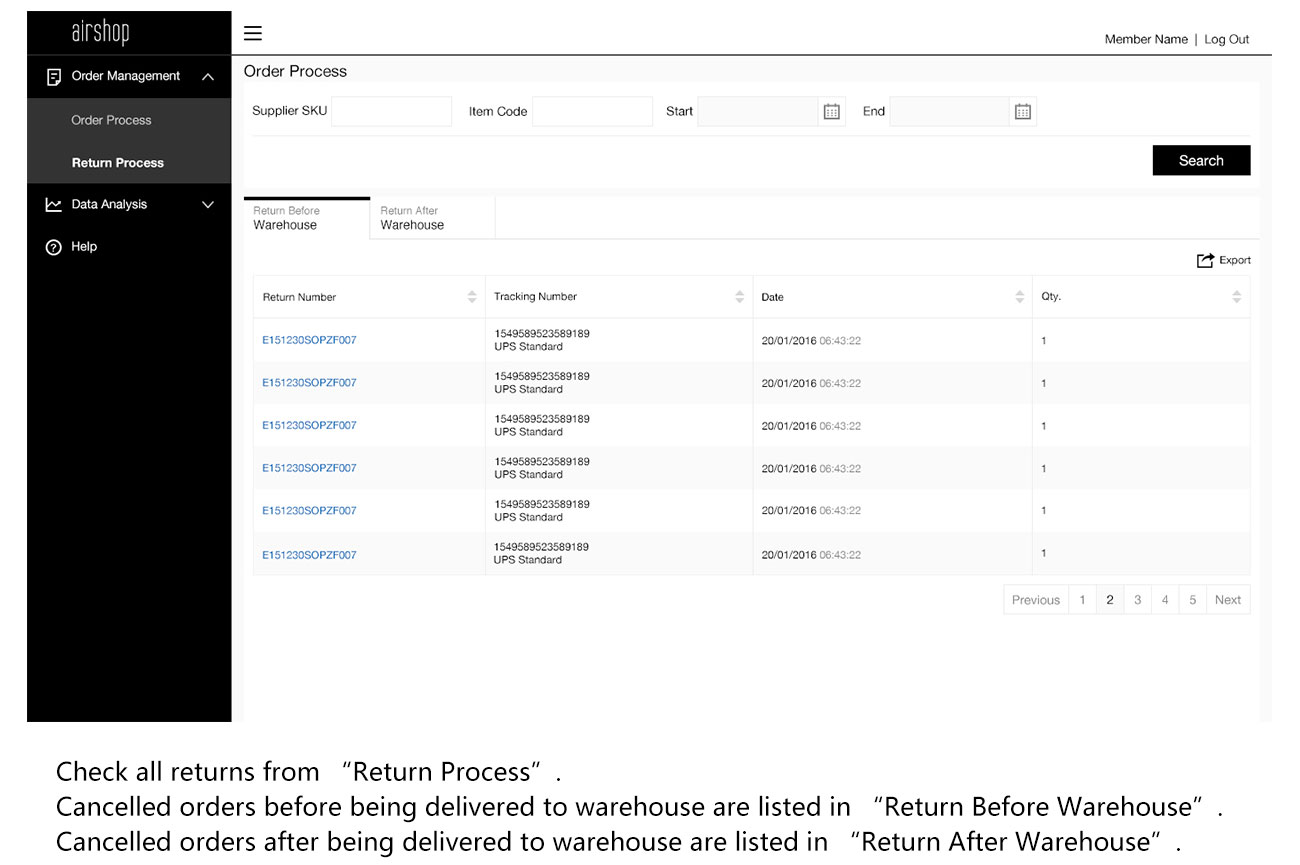 airshop
Member Name | Log Out
Order Management
Order Process
Return Process
Data Analysis
Help
Order Process
Supplier SKU Item Code Start End
Search
Return Before
Warehouse
Return After
Warehouse
Export
Return Number Tracking Number Date Qty.
E151230SOPZF007 1549589523589189 20/01/2016 06:43:22 1
UPS Standard
E151230SOPZF007 1549589523589189 20/01/2016 06:43:22 1
UPS Standard
E151230SOPZF007 1549589523589189 20/01/2016 06:43:22 1
UPS Standard
E151230SOPZF007 1549589523589189 20/01/2016 06:43:22 1
UPS Standard
E151230SOPZF007 1549589523589189 20/01/2016 06:43:22 1
UPS Standard
E151230SOPZF007 1549589523589189 20/01/2016 06:43:22 1
UPS Standard
Previous 1 2 3 4 5 Next
Check all returns from “Return Process”.
Cancelled orders before being delivered to warehouse are listed in “Return Before Warehouse”.
Cancelled orders after being delivered to warehouse are listed in “Return After Warehouse”.